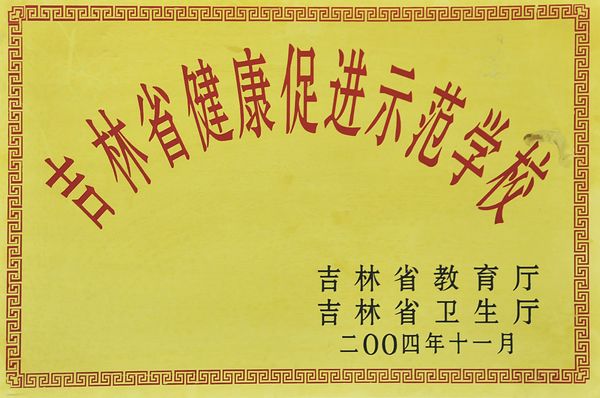 吉林省健康促进示范学校
吉林省教育厅
吉林省卫生厅
二00四年十一月